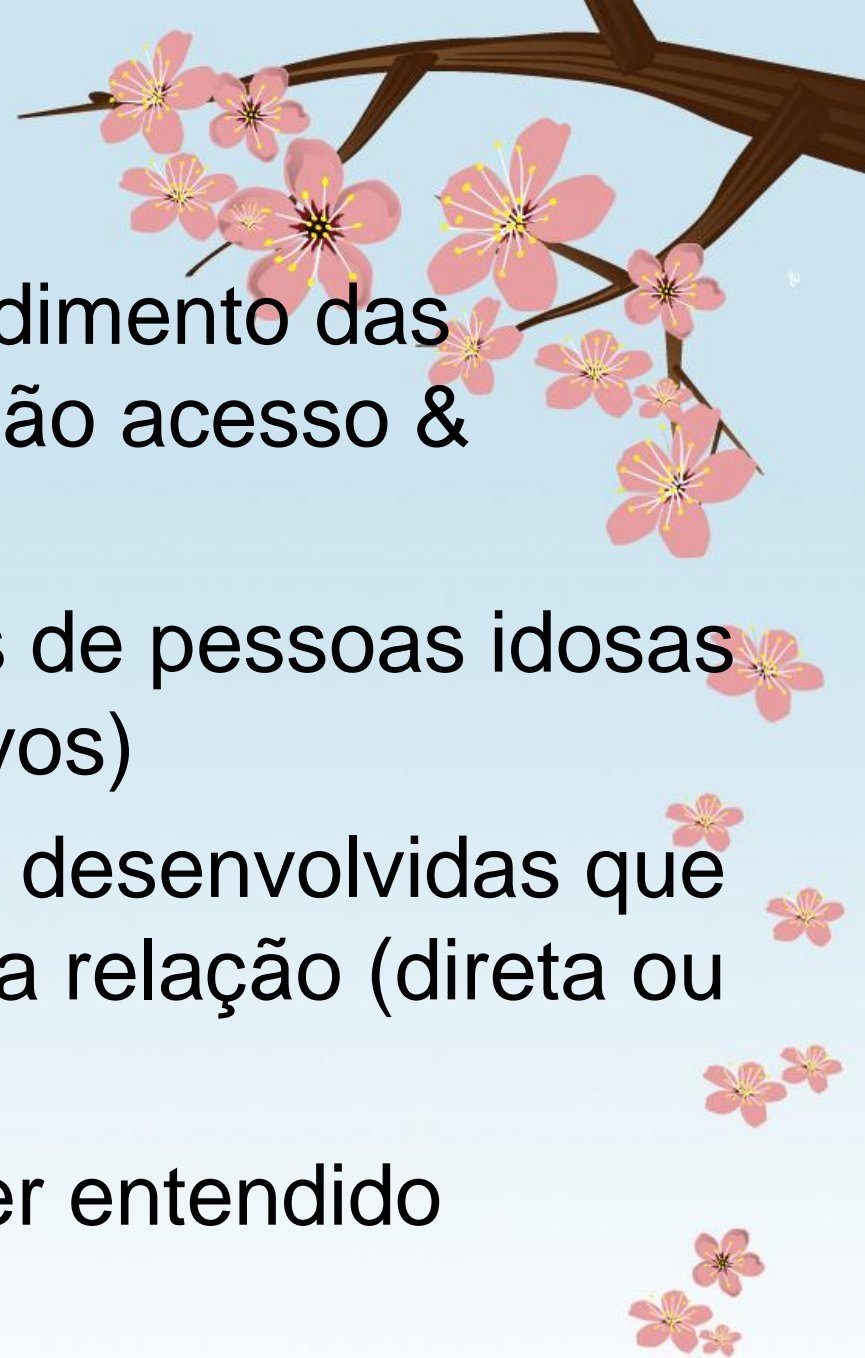 dimento das
ão acesso &
s de pessoas idosas
vos)
desenvolvidas que
a relação (direta ou
er entendido